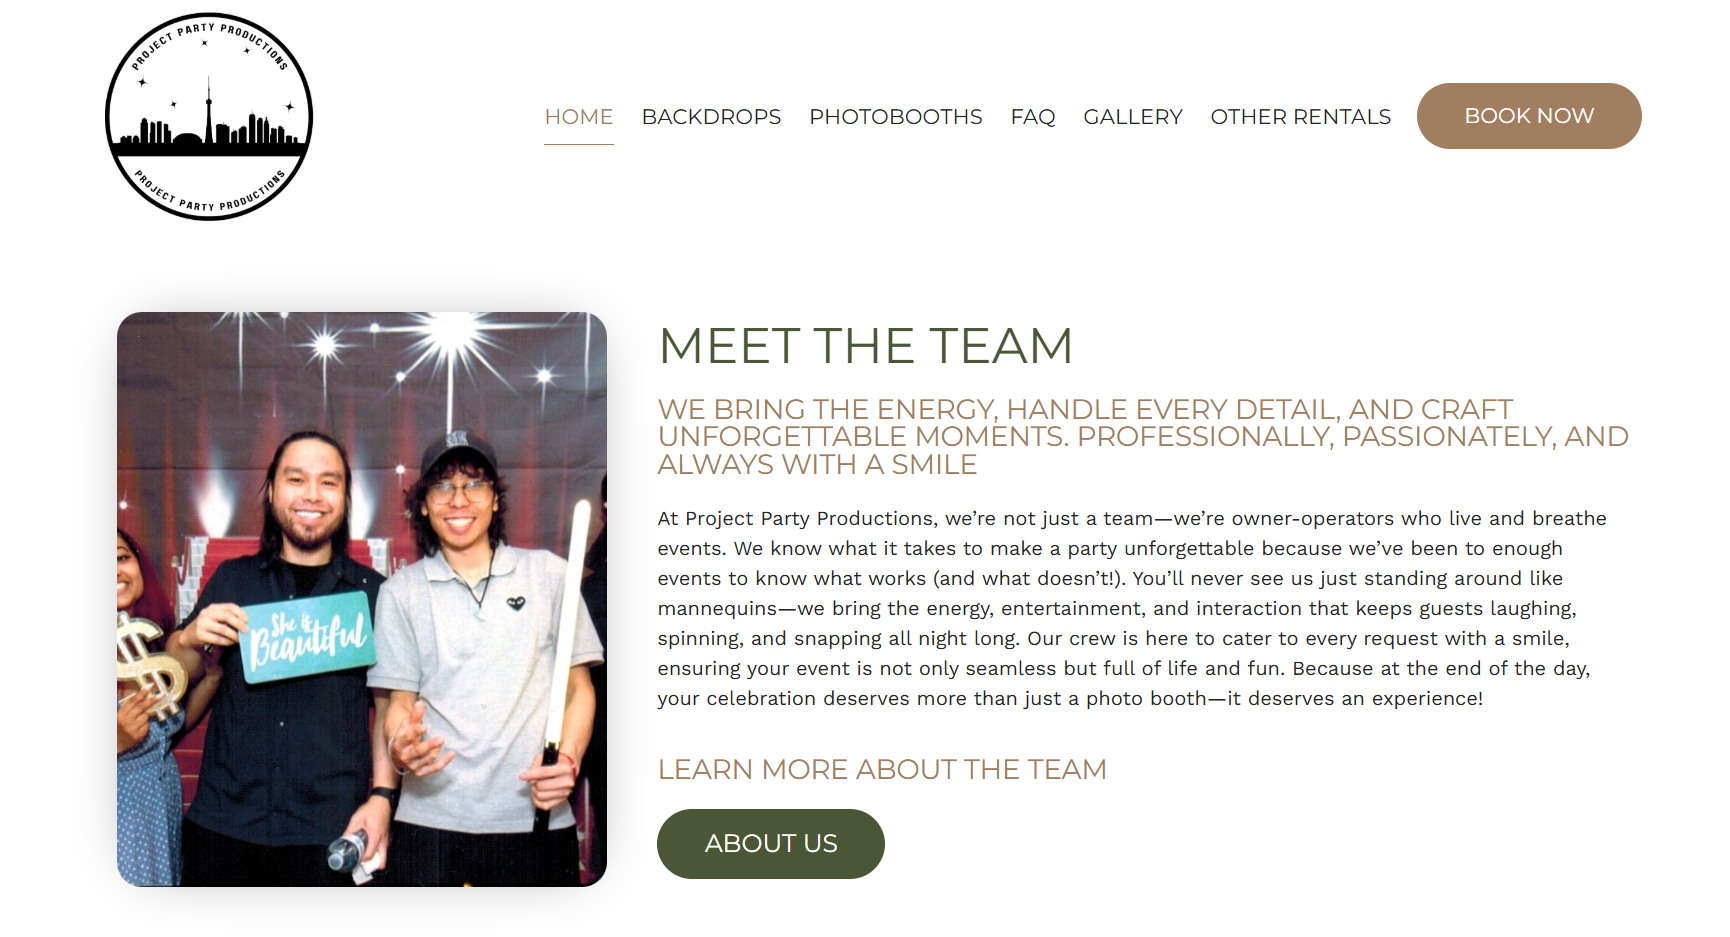 PROJECT PARTY PRODUCTIONS
PROJECT PARTY PRODUCTIONS
HOME
BACKDROPS
PHOTOBOOTHS
FAQ
GALLERY
OTHER RENTALS
BOOK NOW
She is
Beautiful
MEET THE TEAM
WE BRING THE ENERGY, HANDLE EVERY DETAIL, AND CRAFT
UNFORGETTABLE MOMENTS. PROFESSIONALLY, PASSIONATELY, AND
ALWAYS WITH A SMILE
At Project Party Productions, we’re not just a team—we’re owner-operators who live and breathe
events. We know what it takes to make a party unforgettable because we’ve been to enough
events to know what works (and what doesn’t!). You’ll never see us just standing around like
mannequins—we bring the energy, entertainment, and interaction that keeps guests laughing,
spinning, and snapping all night long. Our crew is here to cater to every request with a smile,
ensuring your event is not only seamless but full of life and fun. Because at the end of the day,
your celebration deserves more than just a photo booth—it deserves an experience!
LEARN MORE ABOUT THE TEAM
ABOUT US